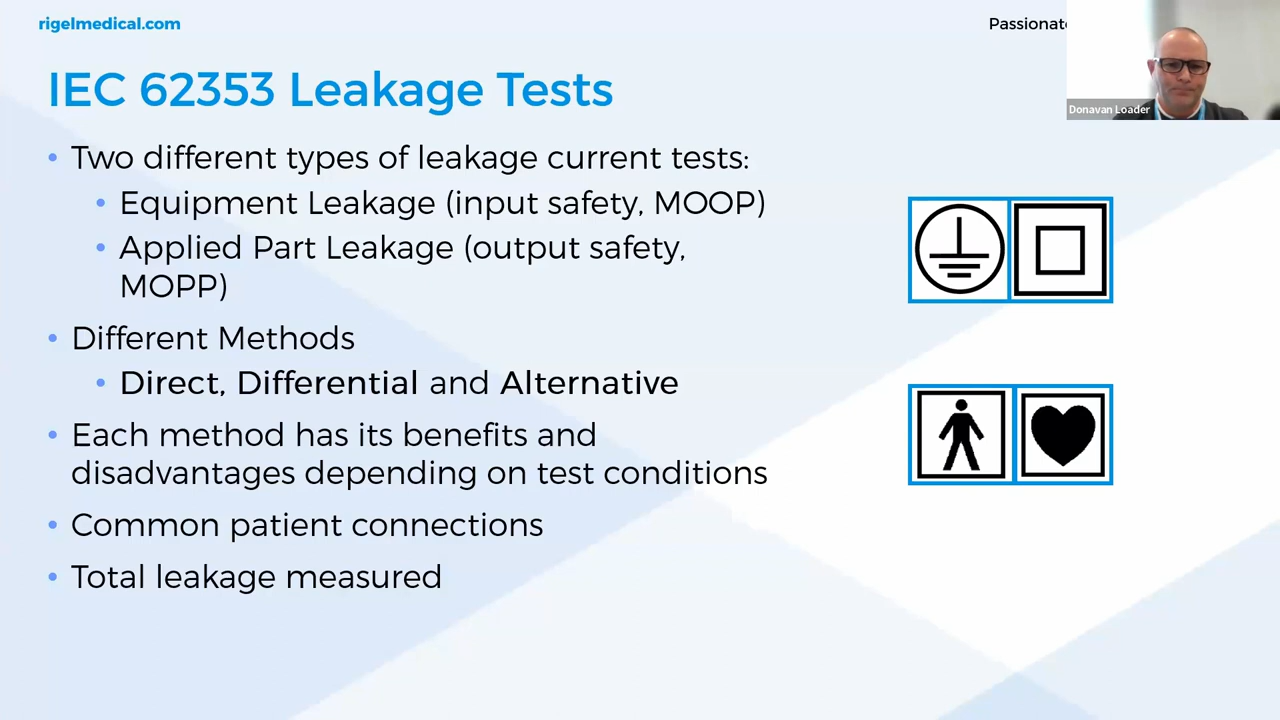 rigelmedical.com
Passionate
Donavan Loader
IEC 62353 Leakage Tests
Two different types of leakage current tests:
Equipment Leakage (input safety, MOOP)
Applied Part Leakage (output safety,
MOPP)
Different Methods
Direct, Differential and Alternative
Each method has its benefits and
disadvantages depending on test conditions
Common patient connections
Total leakage measured